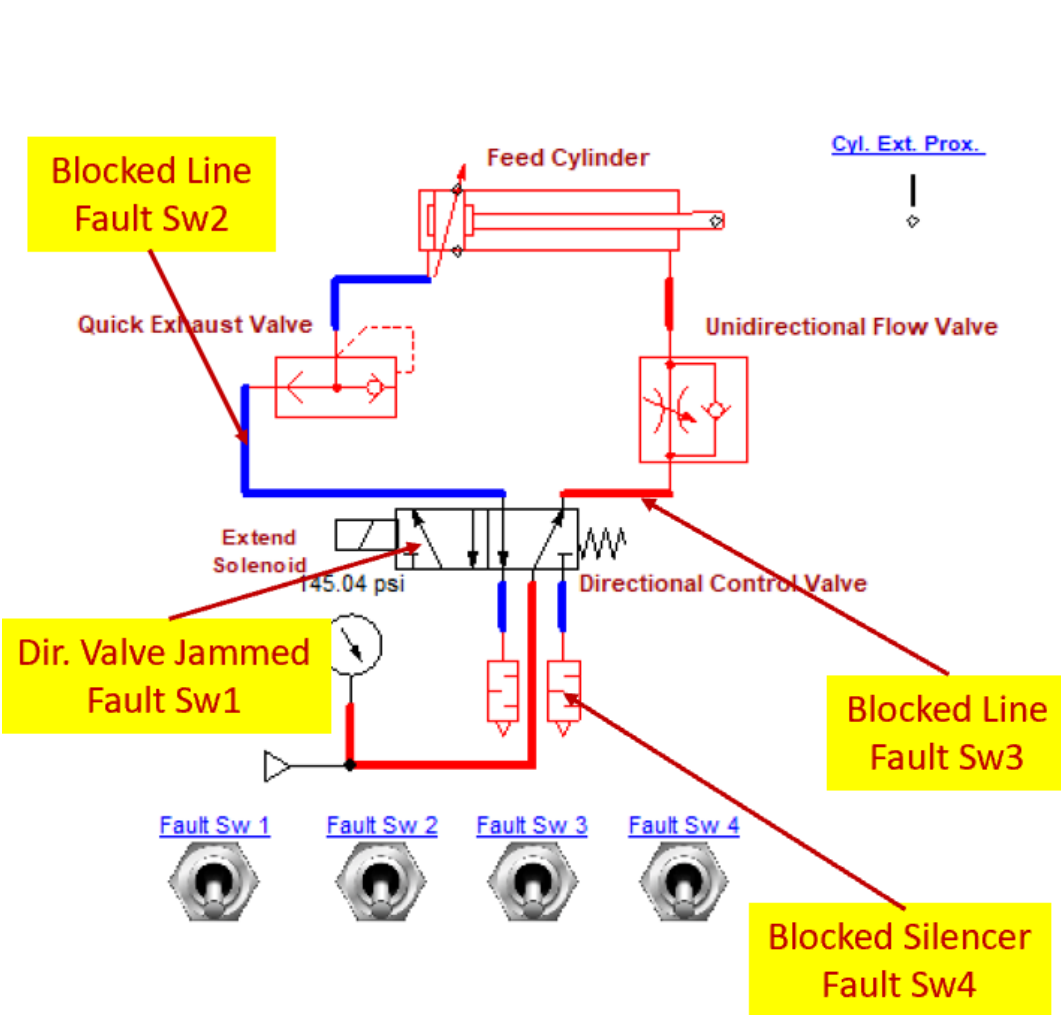 Cyl. Ext. Prox.
Feed Cylinder
Blocked Line
Fault Sw2
Quick Exhaust Valve
Unidirectional Flow Valve
Extend
Solenoid
145.04 psi
Directional Control Valve
Dir. Valve Jammed
Fault Sw1
Blocked Line
Fault Sw3
Fault Sw 1
Fault Sw 2
Fault Sw 3
Fault Sw 4
Blocked Silencer
Fault Sw4